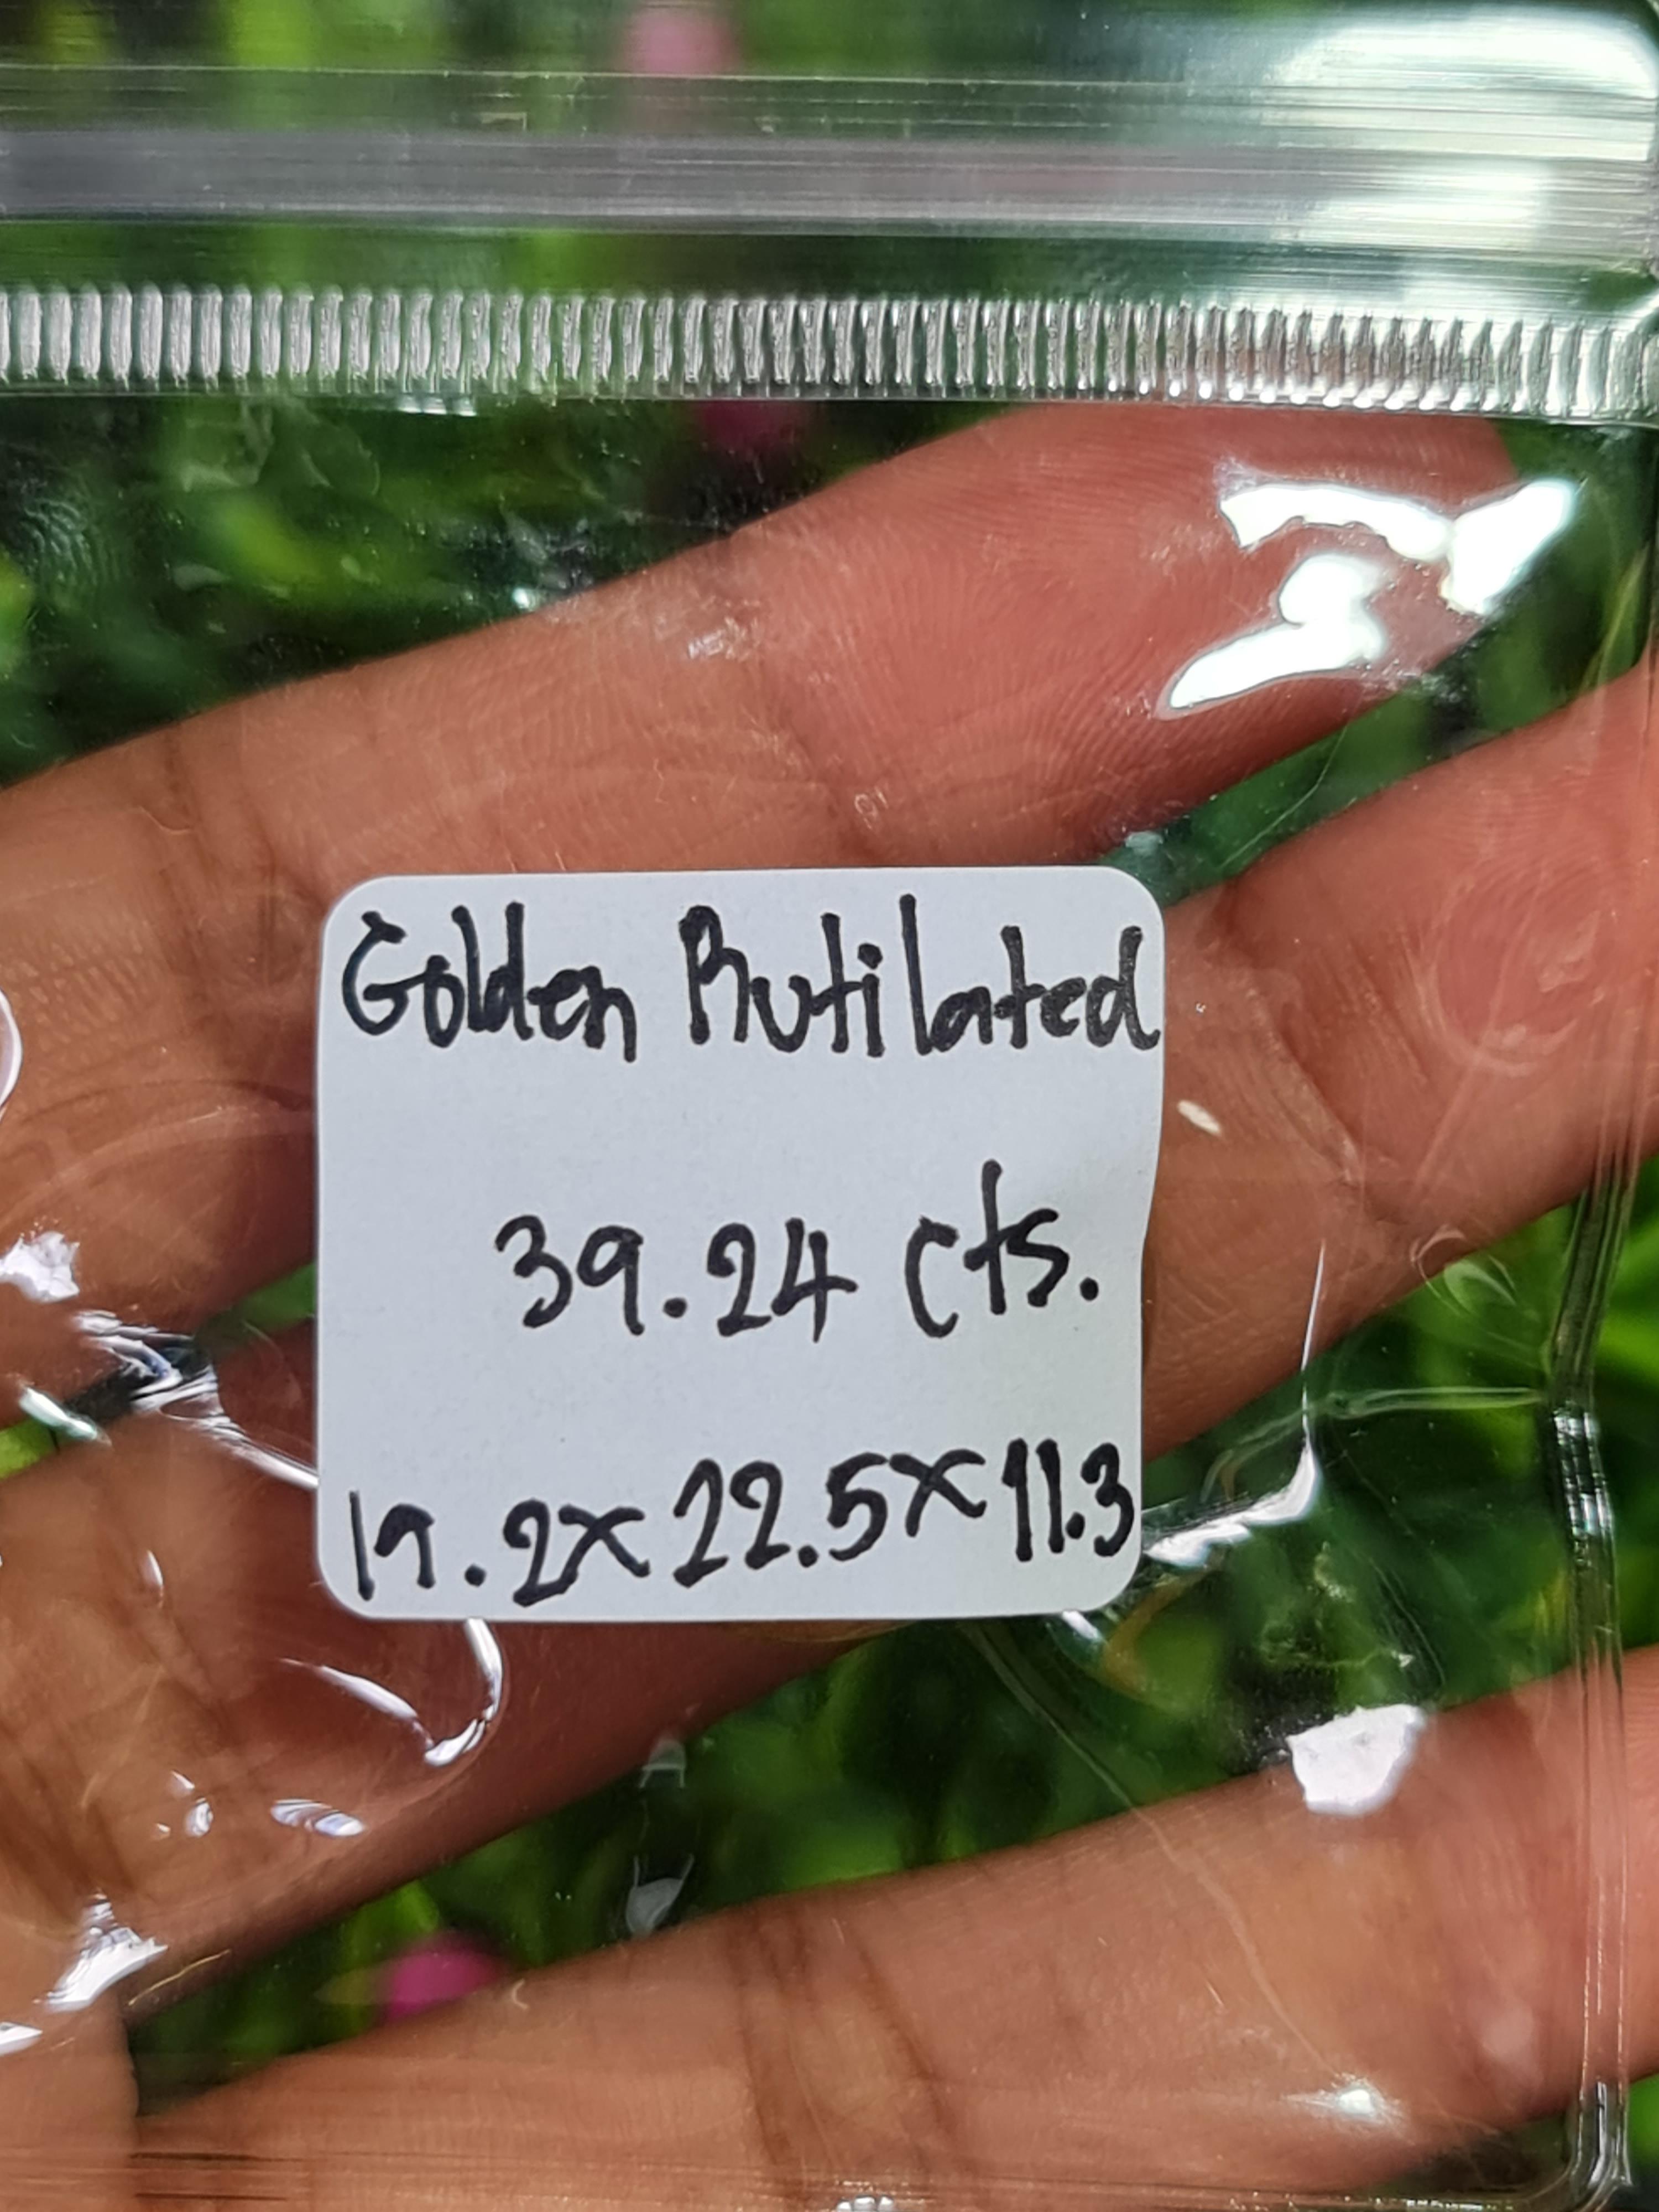 Golden Rutilated
39.24 cts.
19.2x22.5x11.3